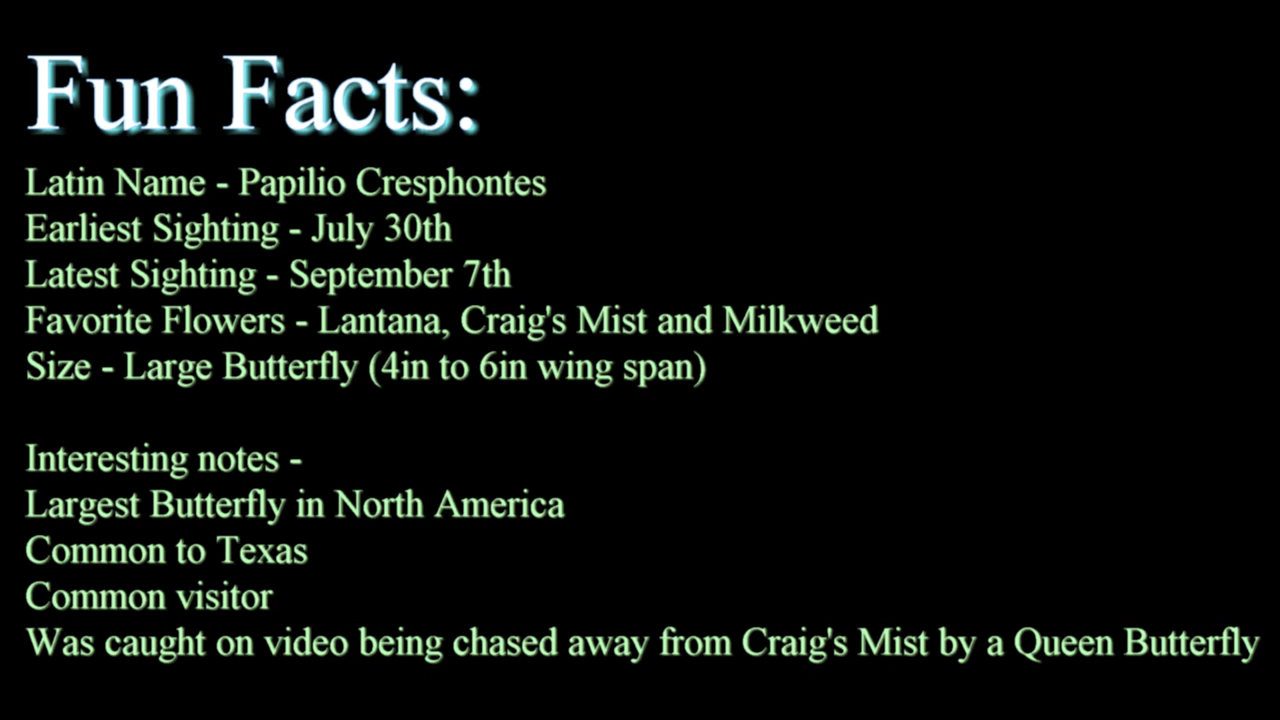 Fun Facts:
Latin Name - Papilio Cresphontes
Earliest Sighting - July 30th
Latest Sighting - September 7th
Favorite Flowers - Lantana, Craig's Mist and Milkweed
Size - Large Butterfly (4in to 6in wing span)
Interesting notes -
Largest Butterfly in North America
Common to Texas
Common visitor
Was caught on video being chased away from Craig's Mist by a Queen Butterfly